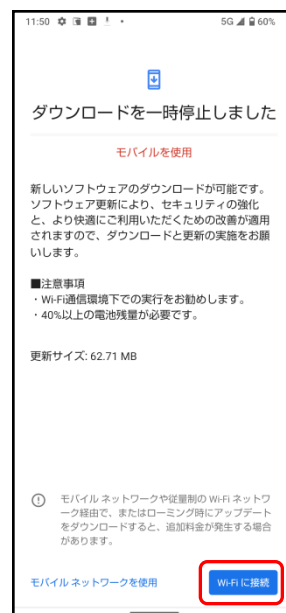 11:50 5G 60%
ダウンロードを一時停止しました
モバイルを使用
新しいソフトウェアのダウンロードが可能です。
ソフトウェア更新により、セキュリティの強化
と、より快適にご利用いただくための改善が適用
されますので、ダウンロードと更新の実施をお願
いします。
■注意事項
・Wi-Fi通信環境下での実行をお勧めします。
・40%以上の電池残量が必要です。
更新サイズ: 62.71 MB
モバイル ネットワークや従量制の Wi-Fi ネットワ
ーク経由で、またはローミング時にアップデート
をダウンロードすると、追加料金が発生する場合
があります。
モバイル ネットワークを使用
Wi-Fi に接続